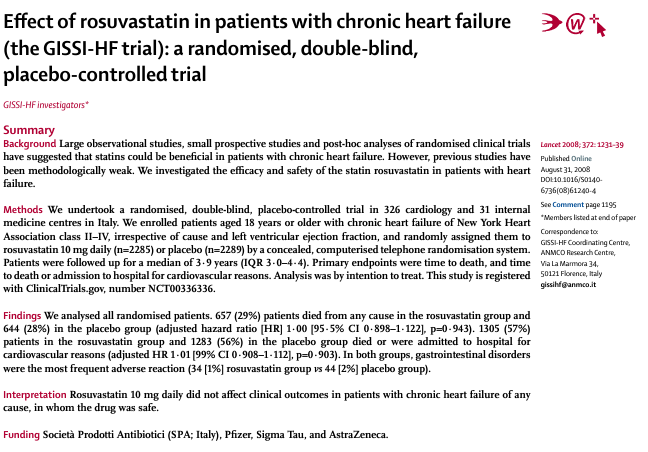 Effect of rosuvastatin in patients with chronic heart failure
(the GISSI-HF trial): a randomised, double-blind,
placebo-controlled trial
GISSI-HF investigators*
Summary
Background Large observational studies, small prospective studies and post-hoc analyses of randomised clinical trials
have suggested that statins could be beneficial in patients with chronic heart failure. However, previous studies have
been methodologically weak. We investigated the efficacy and safety of the statin rosuvastatin in patients with heart
failure.
Methods We undertook a randomised, double-blind, placebo-controlled trial in 326 cardiology and 31 internal
medicine centres in Italy. We enrolled patients aged 18 years or older with chronic heart failure of New York Heart
Association class II–IV, irrespective of cause and left ventricular ejection fraction, and randomly assigned them to
rosuvastatin 10 mg daily (n=2285) or placebo (n=2289) by a concealed, computerised telephone randomisation system.
Patients were followed up for a median of 3·9 years (IQR 3·0–4·4). Primary endpoints were time to death, and time
to death or admission to hospital for cardiovascular reasons. Analysis was by intention to treat. This study is registered
with ClinicalTrials.gov, number NCT00336336.
Findings We analysed all randomised patients. 657 (29%) patients died from any cause in the rosuvastatin group and
644 (28%) in the placebo group (adjusted hazard ratio [HR] 1·00 [95·5% CI 0·898–1·122], p=0·943). 1305 (57%)
patients in the rosuvastatin group and 1283 (56%) in the placebo group died or were admitted to hospital for
cardiovascular reasons (adjusted HR 1·01 [99% CI 0·908–1·112], p=0·903). In both groups, gastrointestinal disorders
were the most frequent adverse reaction (34 [1%] rosuvastatin group vs 44 [2%] placebo group).
Interpretation Rosuvastatin 10 mg daily did not affect clinical outcomes in patients with chronic heart failure of any
cause, in whom the drug was safe.
Funding Società Prodotti Antibiotici (SPA; Italy), Pfizer, Sigma Tau, and AstraZeneca.
W
Lancet 2008; 372: 1231–39
Published Online
August 31, 2008
DOI:10.1016/S0140-
6736(08)61240-4
See Comment page 1195
*Members listed at end of paper
Correspondence to:
GISSI-HF Coordinating Centre,
ANMCO Research Centre,
Via La Marmora 34,
50121 Florence, Italy
gissihf@anmco.it